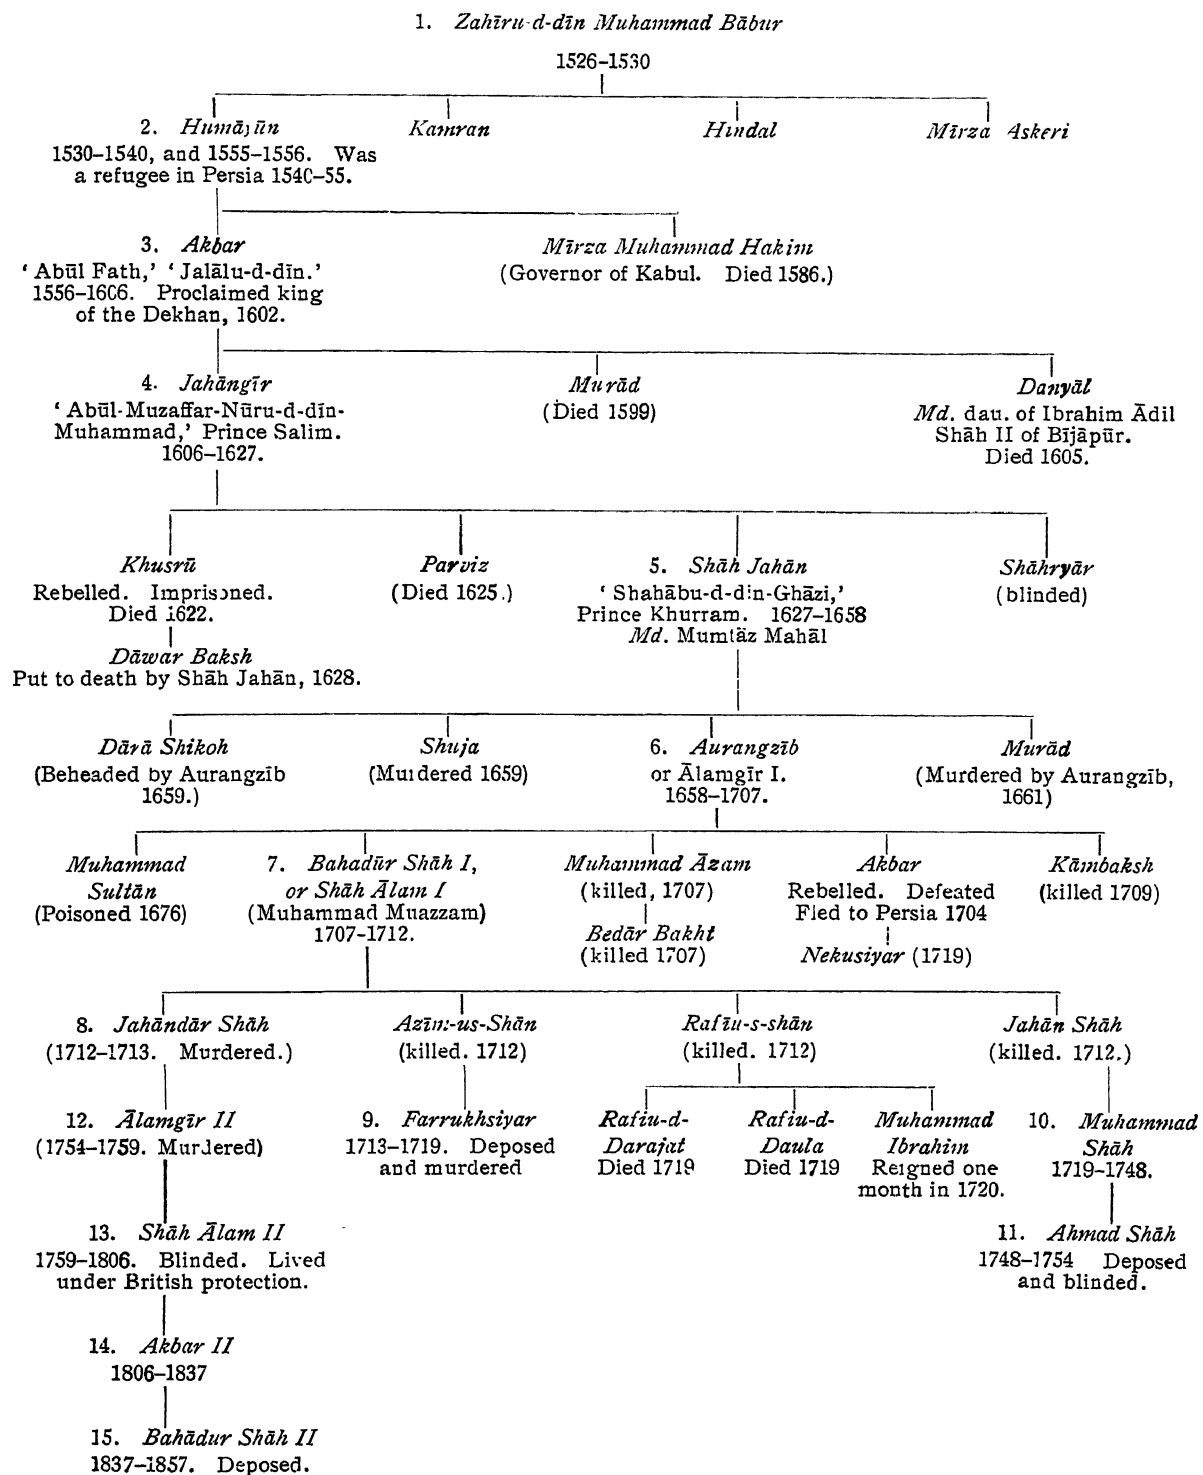 1. Zahīru-d-dīn Muhammad Bābur
1526–1530
2. Humāyūn
1530–1540, and 1555–1556. Was
a refugee in Persia 1540–55.
Kamran
Hindal
Mīrza Askeri
3. Akbar
‘Abūl Fath,’ ‘Jalālu-d-dīn.’
1556–1606. Proclaimed king
of the Dekhan, 1602.
Mīrza Muhammad Hakim
(Governor of Kabul. Died 1586.)
4. Jahāngīr
‘Abūl-Muzaffar-Nūru-d-dīn-
Muhammad,’ Prince Salim.
1606–1627.
Murād
(Died 1599)
Danyāl
Md. dau. of Ibrahim Ādil
Shāh II of Bījāpūr.
Died 1605.
Khusrū
Rebelled. Imprisoned.
Died 1622.
Dāwar Baksh
Put to death by Shāh Jahān, 1628.
Parviz
(Died 1625.)
5. Shāh Jahān
‘Shahābu-d-dīn-Ghāzi,’
Prince Khurram. 1627–1658
Md. Mumtāz Mahāl
Shāhryār
(blinded)
Dārā Shikoh
(Beheaded by Aurangzīb
1659.)
Shuja
(Murdered 1659)
6. Aurangzīb
or Ālamgīr I.
1658–1707.
Murād
(Murdered by Aurangzīb,
1661)
Muhammad
Sultān
(Poisoned 1676)
7. Bahadūr Shāh I,
or Shāh Ālam I
(Muhammad Muazzam)
1707–1712.
Muhammad Āzam
(killed, 1707)
Bedār Bakht
(killed 1707)
Akbar
Rebelled. Defeated
Fled to Persia 1704
Nekusiyar (1719)
Kāmbaksh
(killed 1709)
8. Jahāndār Shāh
(1712–1713. Murdered.)
Azīm-us-Shān
(killed. 1712)
Rafīu-s-shān
(killed. 1712)
Jahān Shāh
(killed. 1712.)
12. Ālamgīr II
(1754–1759. Murdered)
9. Farrukhsiyar
1713–1719. Deposed
and murdered
Rafiu-d-
Darajat
Died 1719
Rafiu-d-
Daula
Died 1719
Muhammad
Ibrahim
Reigned one
month in 1720.
10. Muhammad
Shāh
1719–1748.
13. Shāh Ālam II
1759–1806. Blinded. Lived
under British protection.
11. Ahmad Shāh
1748–1754 Deposed
and blinded.
14. Akbar II
1806–1837
15. Bahādur Shāh II
1837–1857. Deposed.